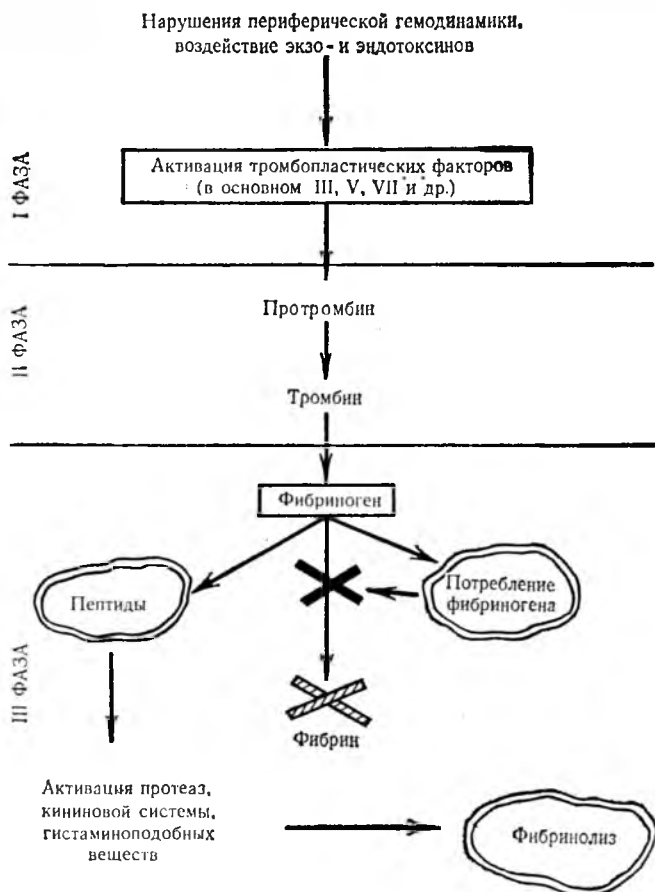 Нарушения периферической гемодинамики,
воздействие экзо- и эндотоксинов
I ФАЗА
Активация тромбопластических факторов
(в основном III, V, VII и др.)
II ФАЗА
Протромбин
Тромбин
III ФАЗА
Фибриноген
Пептиды
Потребление
фибриногена
Фибрин
Активация протеаз,
кининовой системы,
гистаминоподобных
веществ
Фибринолиз